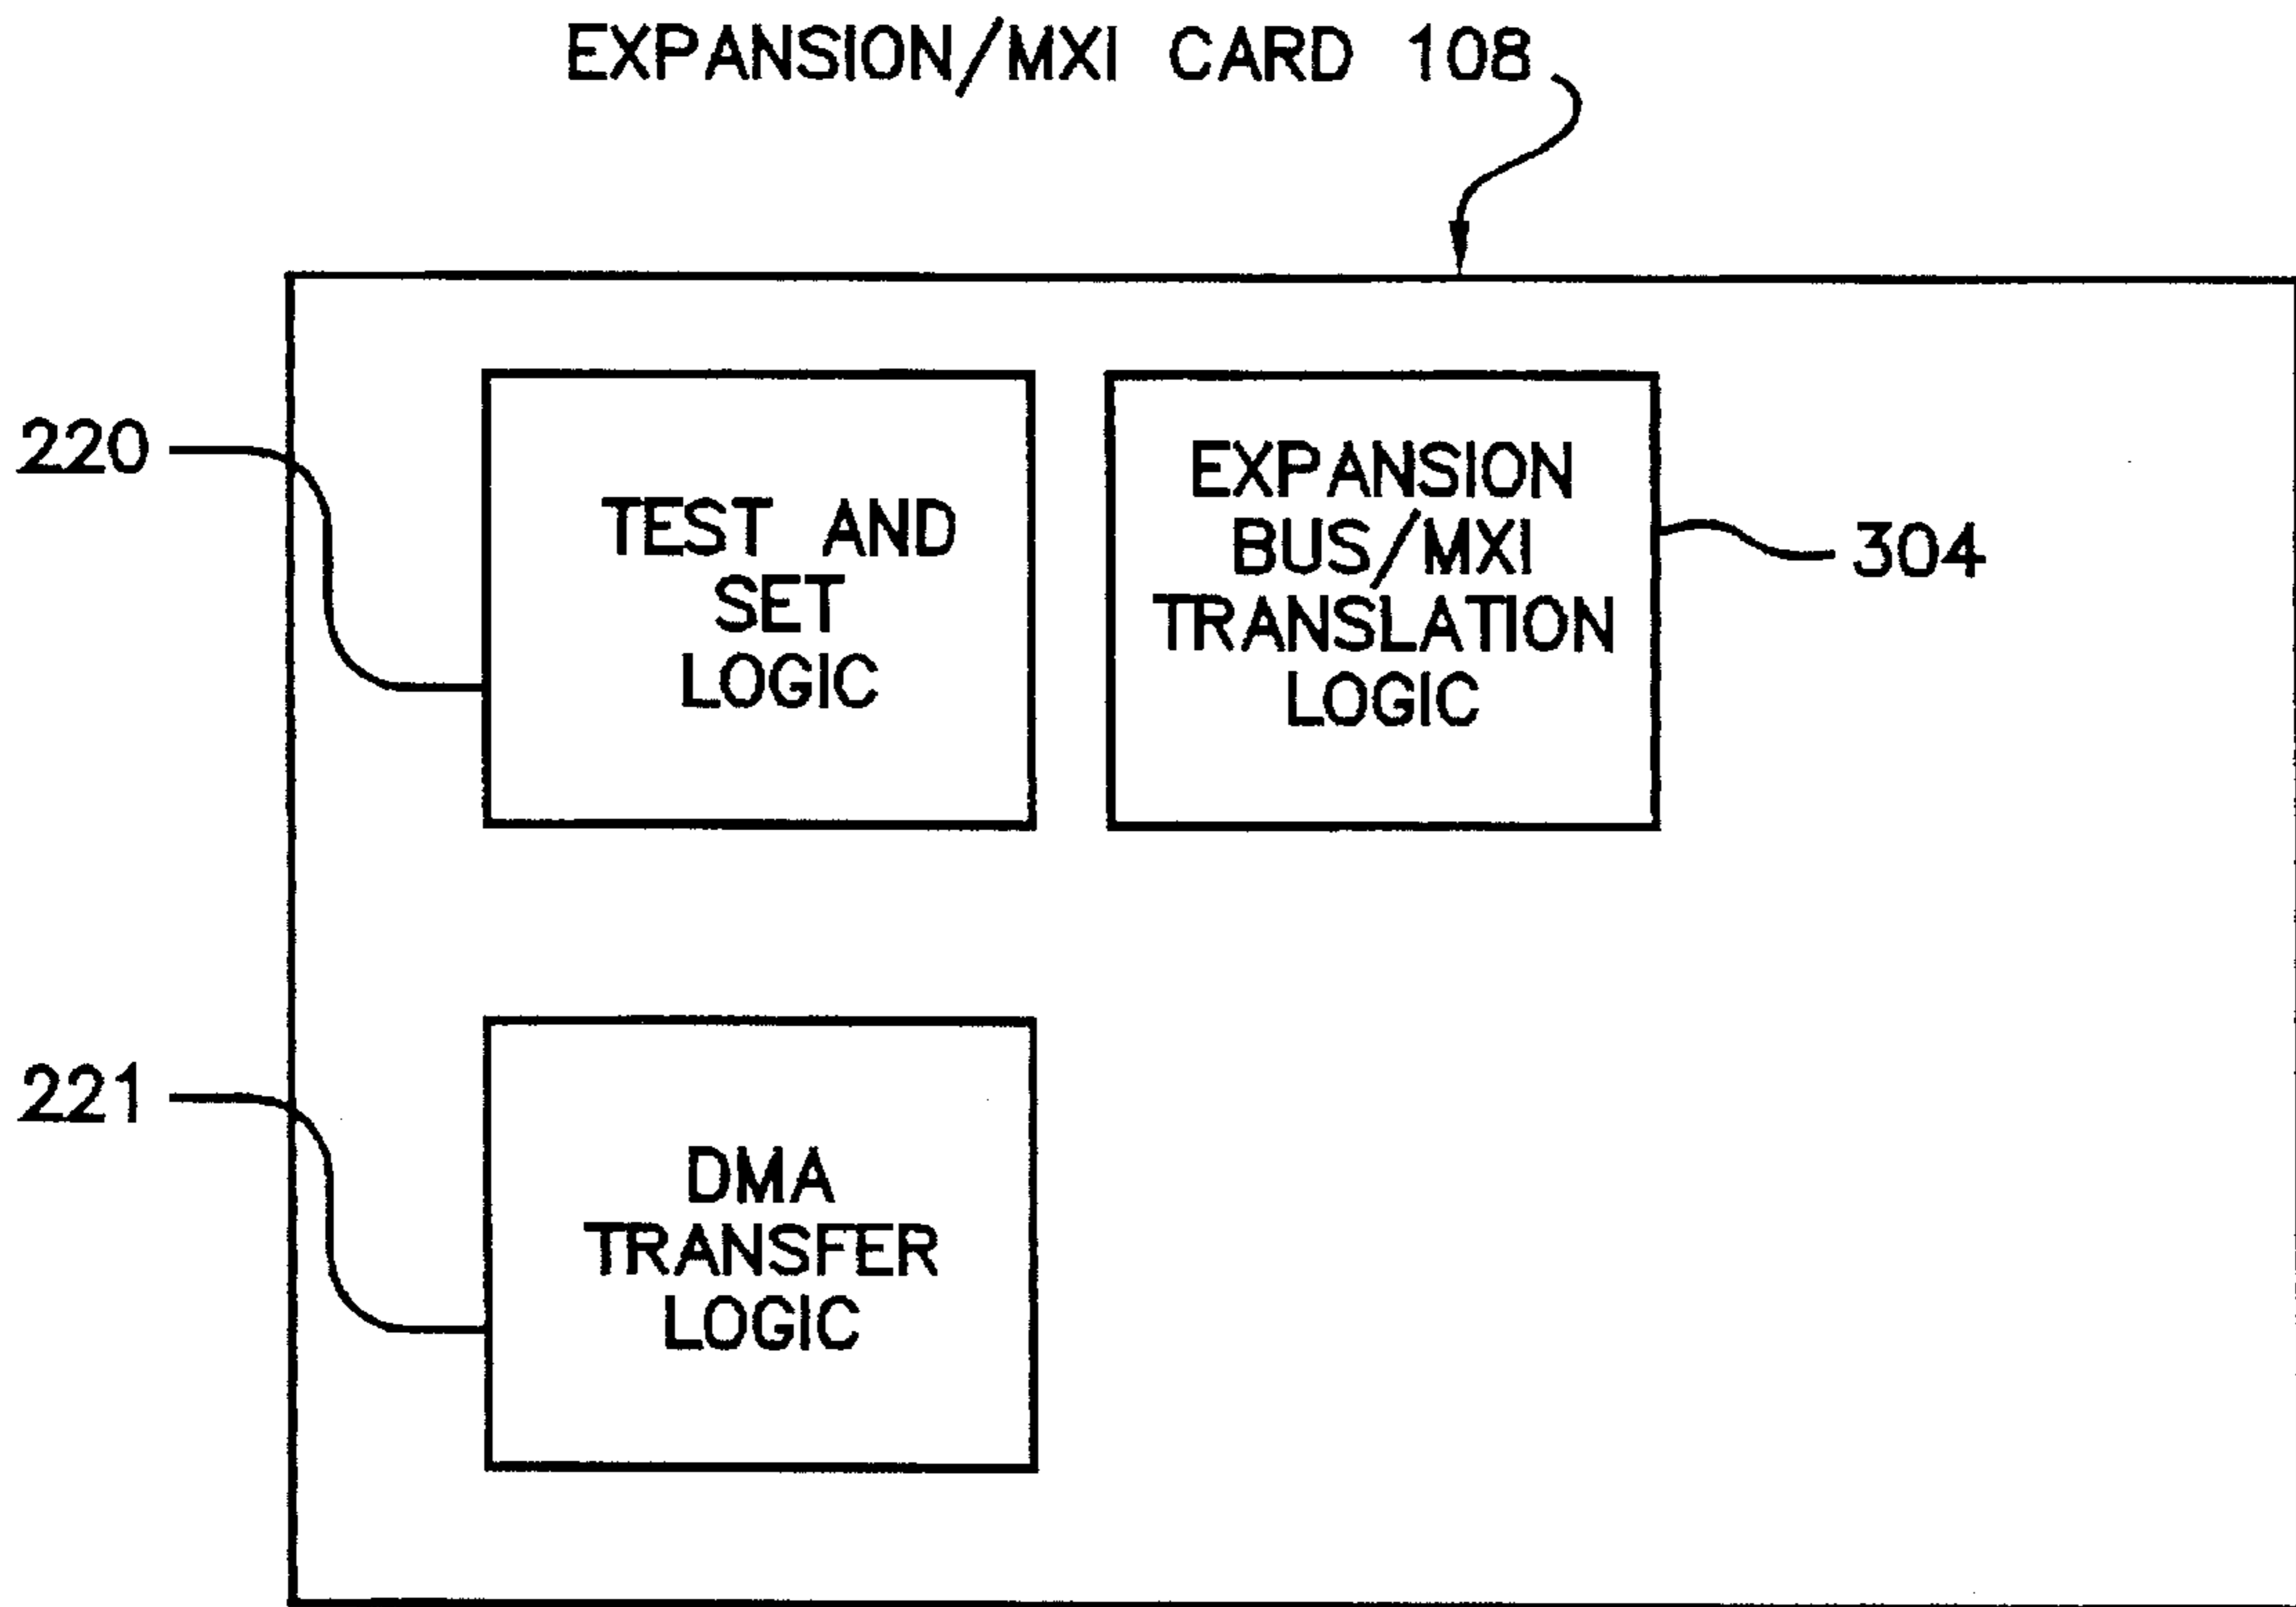 EXPANSION/MXI CARD 108
220
TEST AND
SET
LOGIC
EXPANSION
BUS/MXI
TRANSLATION
LOGIC
304
221
DMA
TRANSFER
LOGIC